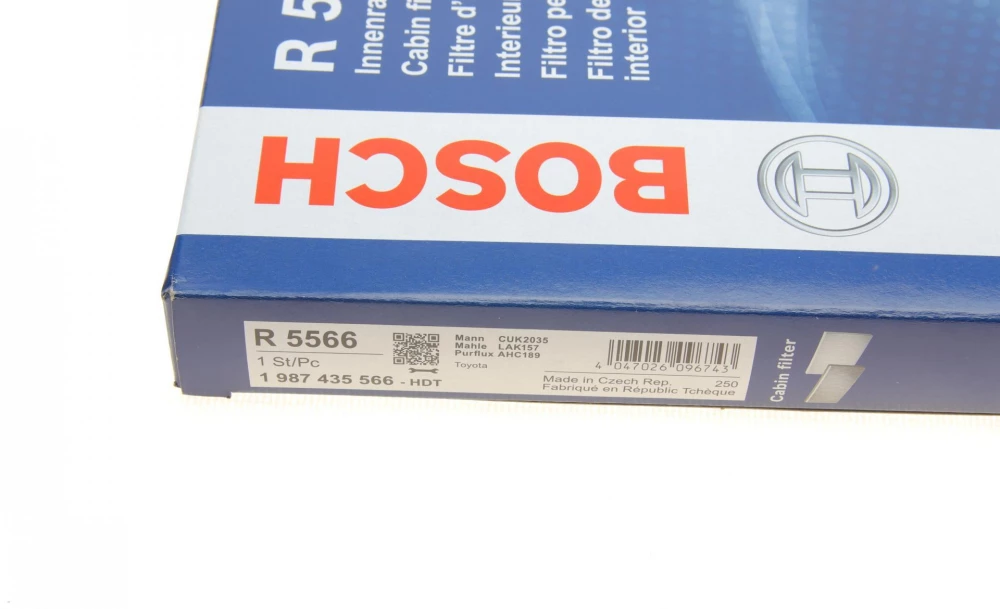 R 5
Innenra
Cabin fi
Filtre d'
Interieu
Filtro pe
Filtro de
interior
BOSCH
R 5566
1 St/Pc
1 987 435 566 - HDT
Mann CUK2035
Mahle LAK157
Purflux AHC189
Toyota
4 047026 096743
Made in Czech Rep. 250
Fabriqué en Républic Tchèque
Cabin filter